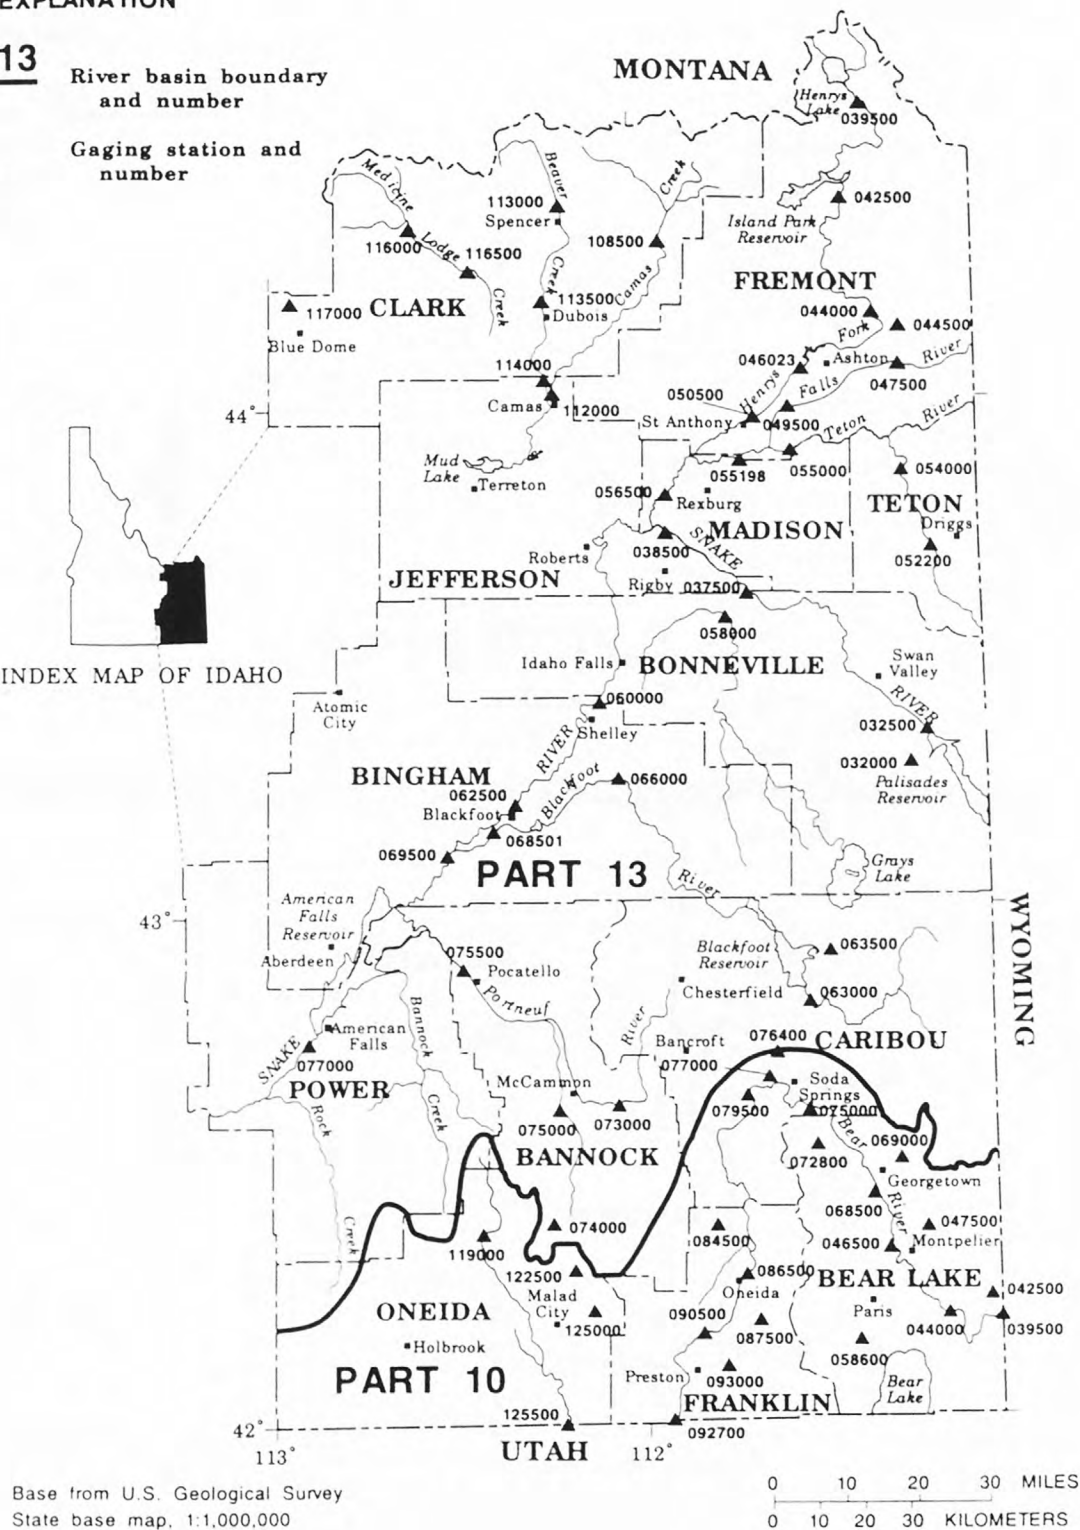 EXPLANATION
13
River basin boundary
and number
Gaging station and
number
MONTANA
Henrys
Lake
039500
Medicine
Beaver
Creek
113000
Spencer
042500
Island Park
Reservoir
116000
Lodge
116500
108500
Creek
Creek
Camas
FREMONT
117000
CLARK
113500
044000
044500
Blue Dome
Dubois
Fork
114000
046023
Ashton
River
Henrys
Falls
047500
050500
44°
Camas
112000
St Anthony
049500
Teton
River
Mud
Lake
Terreton
055198
055000
054000
056500
Rexburg
TETON
Driggs
MADISON
SNAKE
038500
Roberts
052200
JEFFERSON
Rigby
037500
058000
INDEX MAP OF IDAHO
Idaho Falls
BONNEVILLE
Swan
Valley
RIVER
Atomic
City
060000
Shelley
032500
RIVER
032000
BINGHAM
Blackfoot
066000
Palisades
Reservoir
062500
Blackfoot
068501
069500
PART 13
Grays
Lake
River
WYOMING
American
Falls
Reservoir
43°
Aberdeen
075500
Pocatello
Blackfoot
Reservoir
063500
Portneuf
Chesterfield
063000
Bannock
River
American
Falls
SNAKE
077000
Bancroft
076400
CARIBOU
077000
POWER
McCammon
Soda
Springs
Rock
Creek
075000
073000
079500
075000
Bear
BANNOCK
069000
072800
Georgetown
068500
River
Creek
074000
084500
047500
119000
046500
Montpelier
122500
086500
BEAR LAKE
042500
Malad
City
Oneida
ONEIDA
125000
090500
087500
Paris
044000
039500
Holbrook
058600
PART 10
Preston
093000
Bear
Lake
FRANKLIN
125500
092700
42°
113°
UTAH
112°
Base from U.S. Geological Survey
State base map, 1:1,000,000
0 10 20 30 MILES
0 10 20 30 KILOMETERS